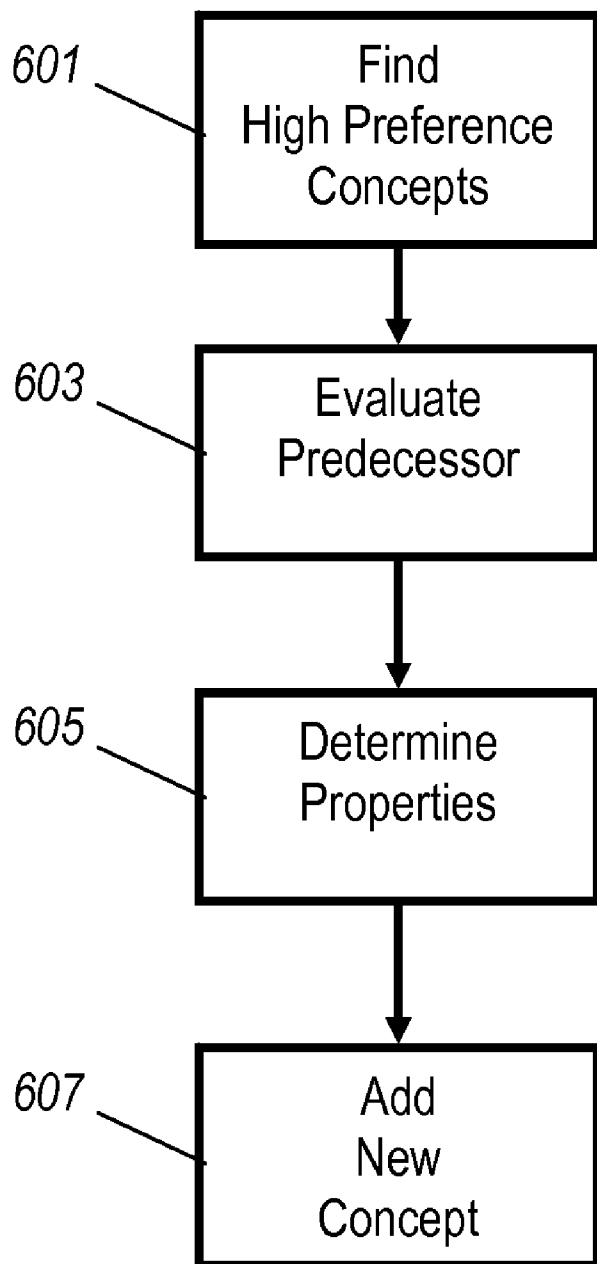 601
Find
High Preference
Concepts
603
Evaluate
Predecessor
605
Determine
Properties
607
Add
New
Concept